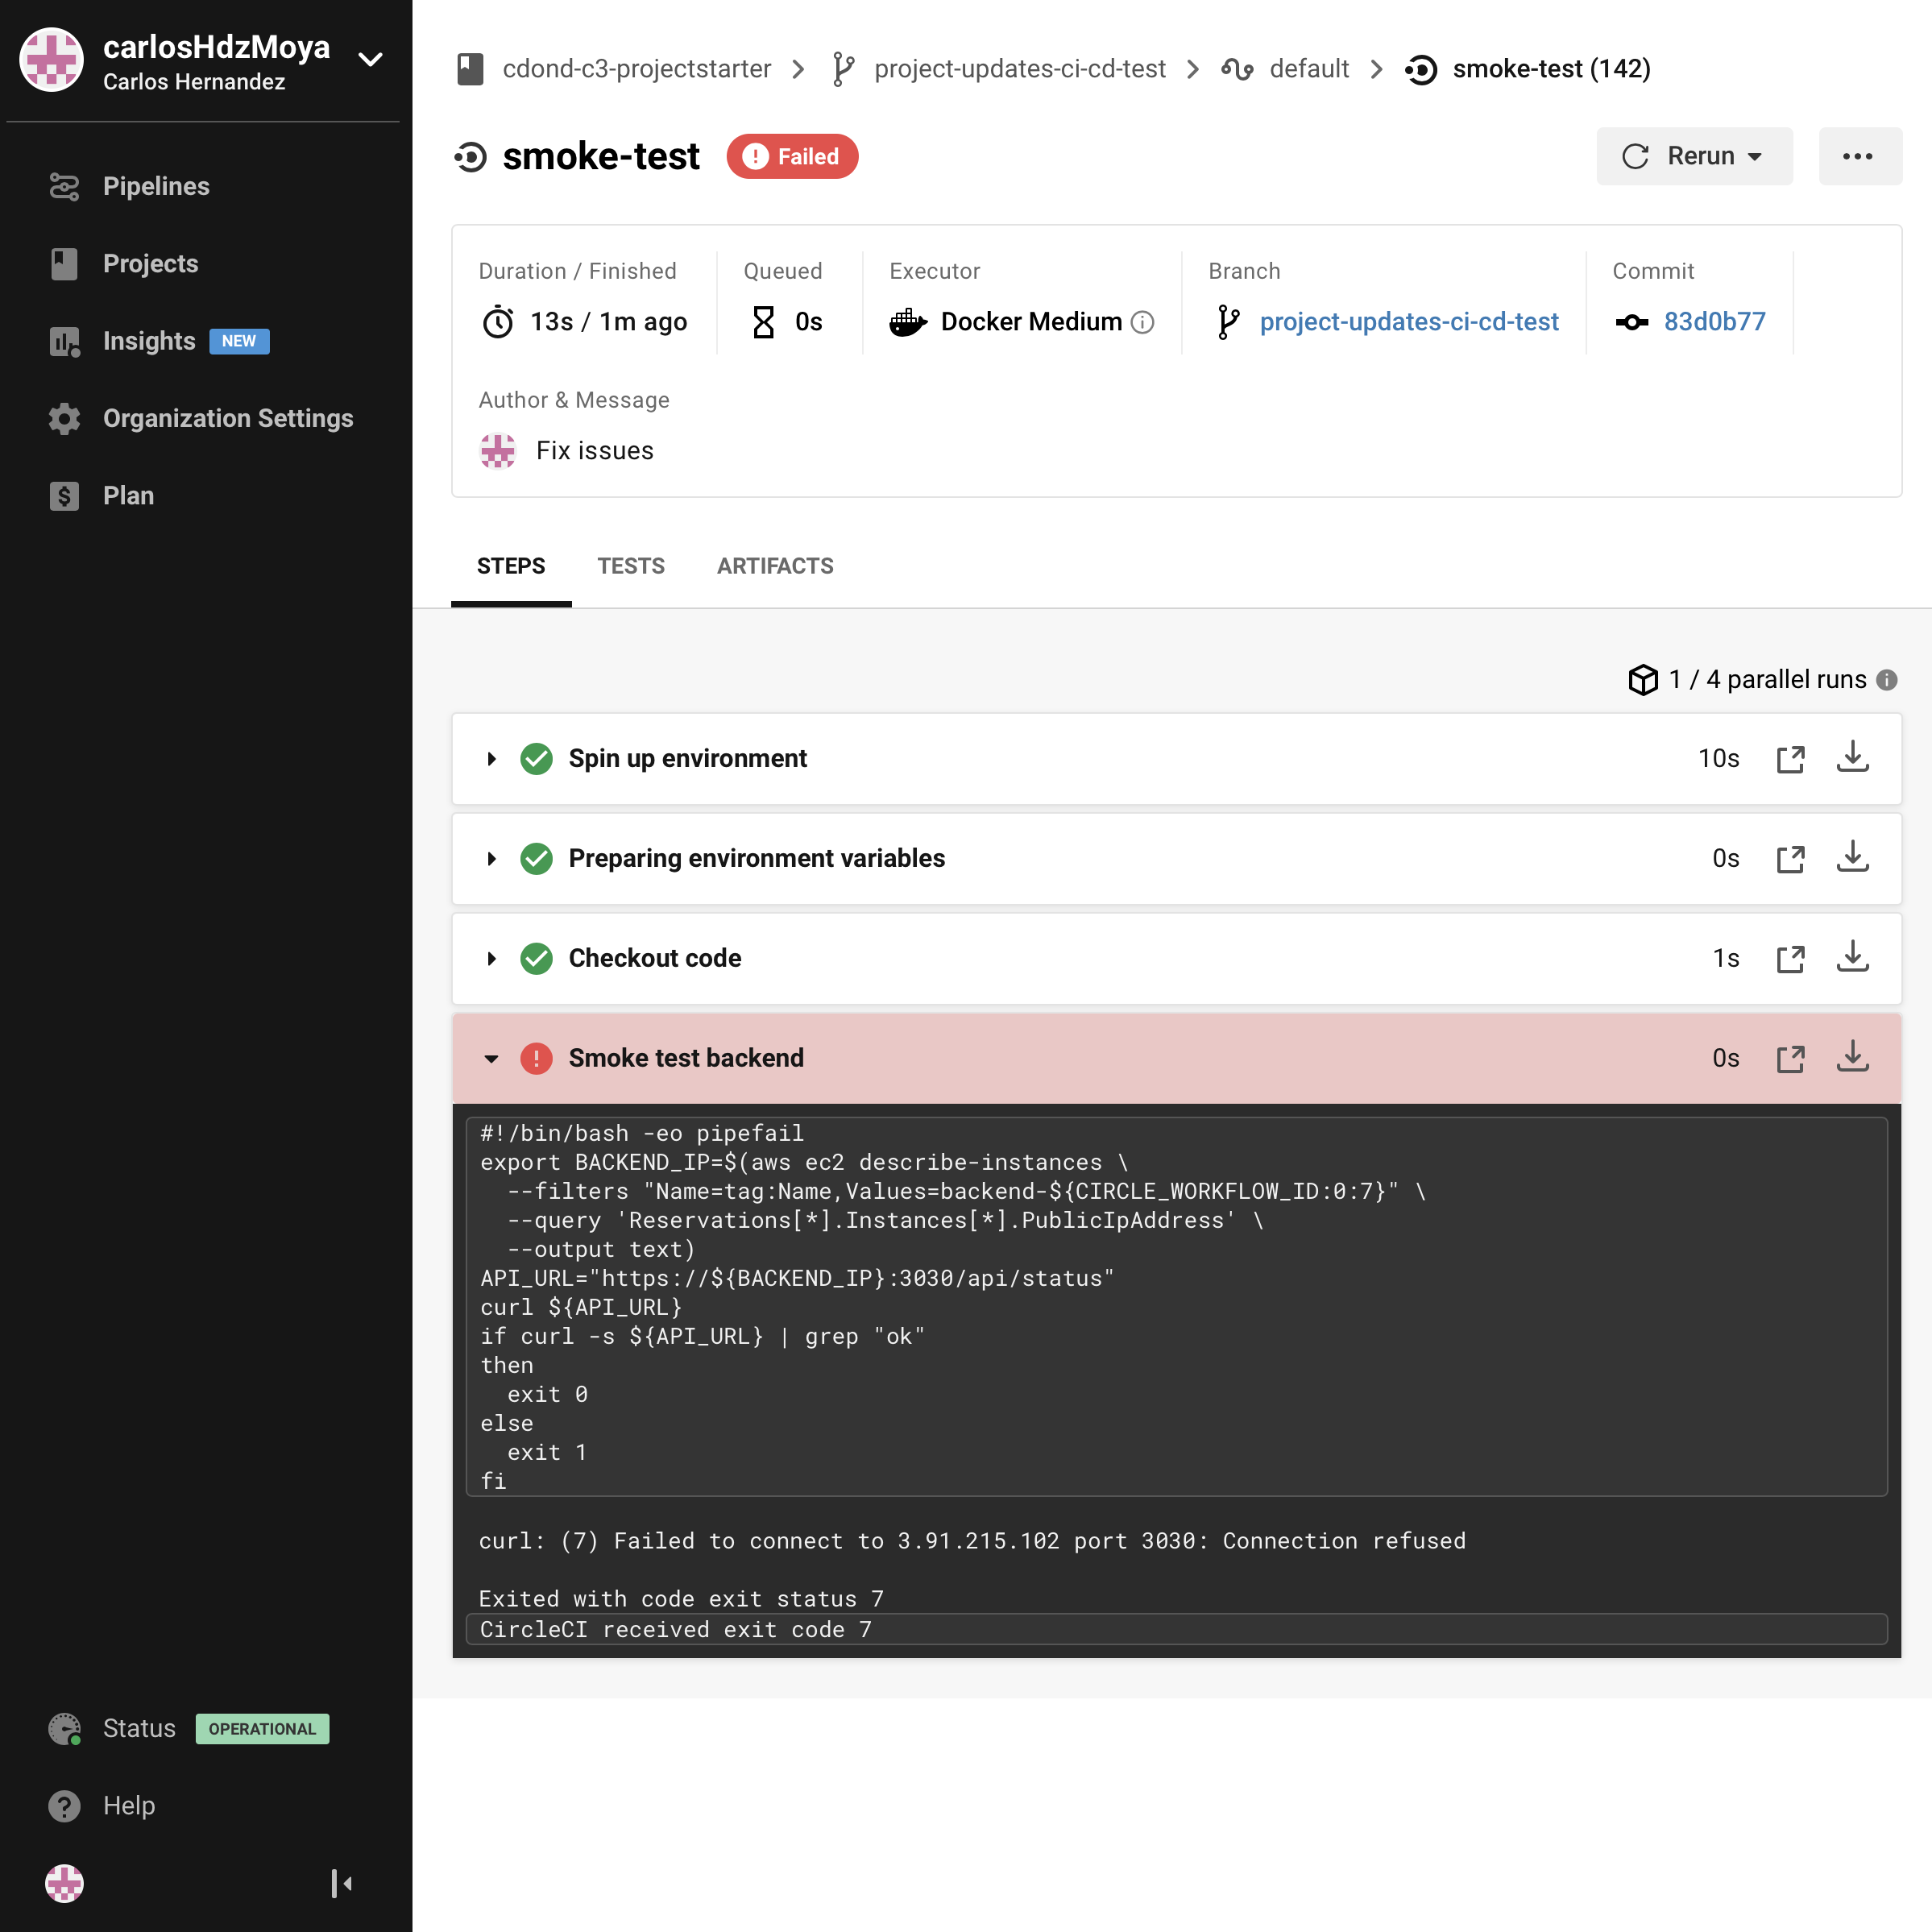 carlosHdzMoya
Carlos Hernandez
Pipelines
Projects
Insights NEW
Organization Settings
Plan
Status OPERATIONAL
Help
cdond-c3-projectstarter project-updates-ci-cd-test default smoke-test (142)
smoke-test Failed Rerun
Duration / Finished Queued Executor Branch Commit
13s / 1m ago 0s Docker Medium project-updates-ci-cd-test 83d0b77
Author & Message
Fix issues
STEPS TESTS ARTIFACTS
1 / 4 parallel runs
Spin up environment 10s
Preparing environment variables 0s
Checkout code 1s
Smoke test backend 0s
#!/bin/bash -eo pipefail
export BACKEND_IP=$(aws ec2 describe-instances \
  --filters "Name=tag:Name,Values=backend-${CIRCLE_WORKFLOW_ID:0:7}" \
  --query 'Reservations[*].Instances[*].PublicIpAddress' \
  --output text)
API_URL="https://${BACKEND_IP}:3030/api/status"
curl ${API_URL}
if curl -s ${API_URL} | grep "ok"
then
  exit 0
else
  exit 1
fi
curl: (7) Failed to connect to 3.91.215.102 port 3030: Connection refused
Exited with code exit status 7
CircleCI received exit code 7